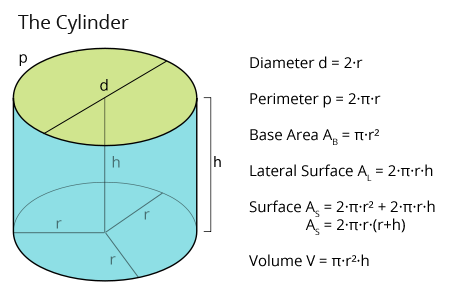 The Cylinder
p
d
h
h
r
r
r
Diameter d = 2·r
Perimeter p = 2·π·r
Base Area A_B = π·r²
Lateral Surface A_L = 2·π·r·h
Surface A_S = 2·π·r² + 2·π·r·h
A_S = 2·π·r·(r+h)
Volume V = π·r²·h